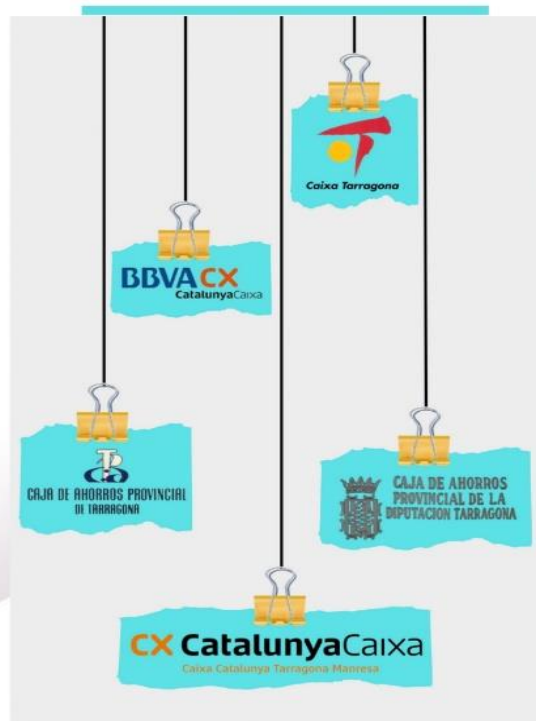 Caixa Tarragona
BBVA CX
CatalunyaCaixa
CAJA DE AHORROS PROVINCIAL
DE TARRAGONA
CAJA DE AHORROS
PROVINCIAL DE LA
DIPUTACION TARRAGONA
CX CatalunyaCaixa
Caixa Catalunya Tarragona Manresa